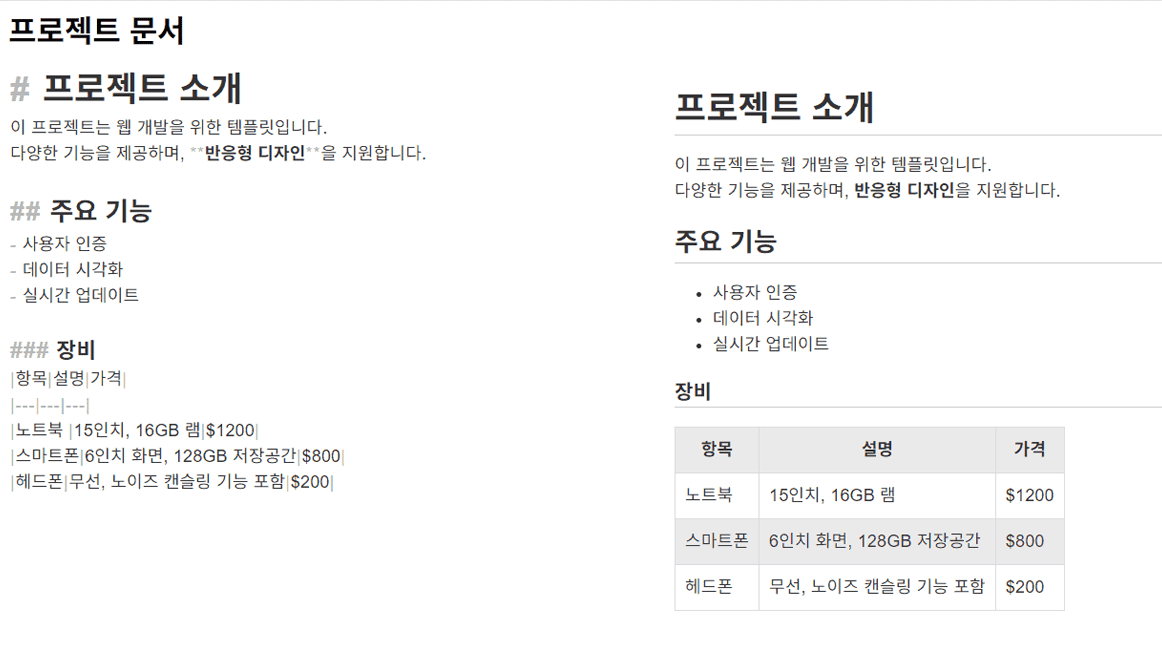 프로젝트 문서
# 프로젝트 소개
이 프로젝트는 웹 개발을 위한 템플릿입니다.
다양한 기능을 제공하며, **반응형 디자인**을 지원합니다.
## 주요 기능
- 사용자 인증
- 데이터 시각화
- 실시간 업데이트
### 장비
|항목|설명|가격|
|---|---|---|
|노트북 |15인치, 16GB 램|$1200|
|스마트폰|6인치 화면, 128GB 저장공간|$800|
|헤드폰|무선, 노이즈 캔슬링 기능 포함|$200|
프로젝트 소개
이 프로젝트는 웹 개발을 위한 템플릿입니다.
다양한 기능을 제공하며, 반응형 디자인을 지원합니다.
주요 기능
• 사용자 인증
• 데이터 시각화
• 실시간 업데이트
장비
항목 설명 가격
노트북 15인치, 16GB 램 $1200
스마트폰 6인치 화면, 128GB 저장공간 $800
헤드폰 무선, 노이즈 캔슬링 기능 포함 $200